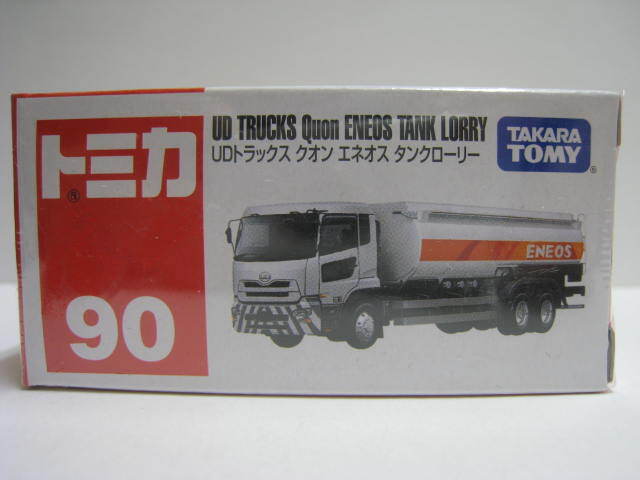 トミカ
®
90
UD TRUCKS Quon ENEOS TANK LORRY
UDトラックス クオン エネオス タンクローリー
TAKARA
TOMY
®
ENEOS